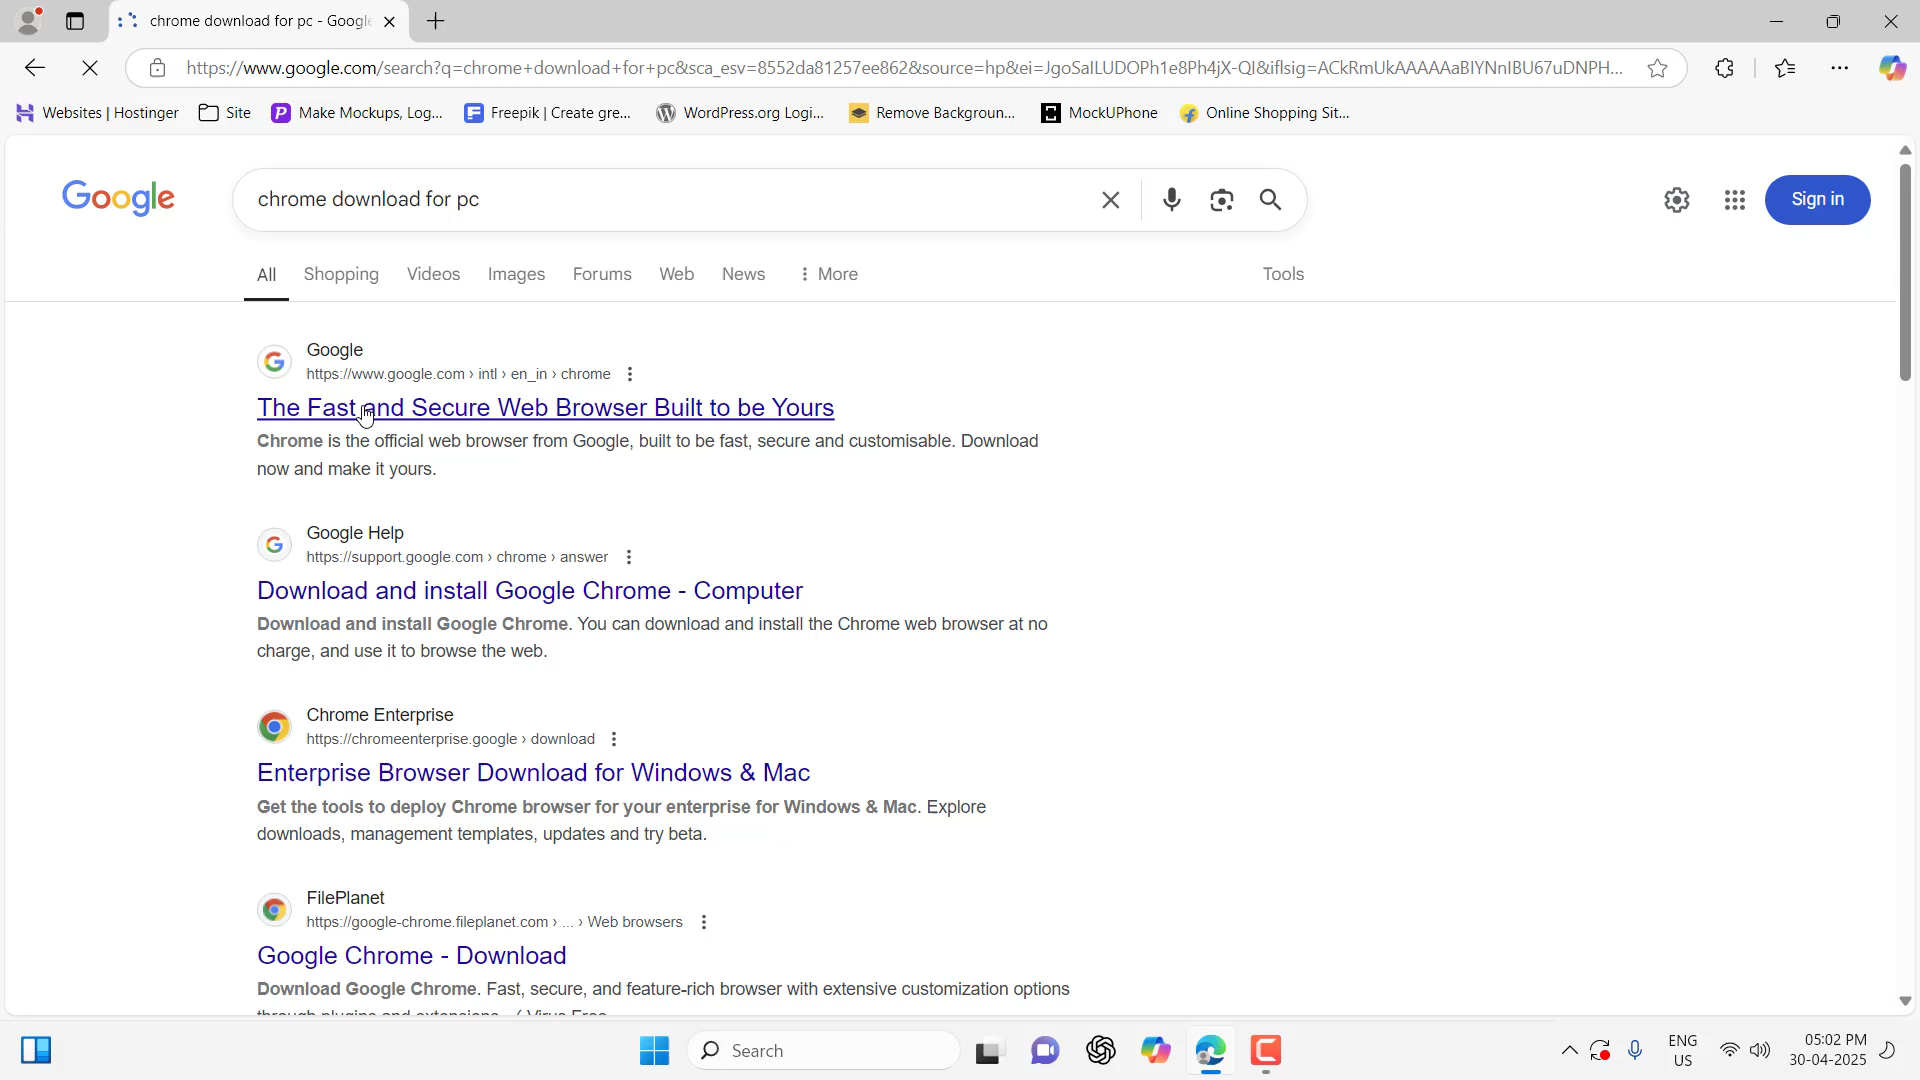 chrome download for pc - Google
https://www.google.com/search?q=chrome+download+for+pc&sca_esv=8552da81257ee862&source=hp&ei=JgoSaILUDOPh1e8Ph4jX-QI&iflsig=ACkRmUkAAAAAaBIYNnIBU67uDNPH...
Websites | Hostinger Site Make Mockups, Log... Freepik | Create gre... WordPress.org Logi... Remove Backgroun... MockUPhone Online Shopping Sit...
Google chrome download for pc Sign in
All Shopping Videos Images Forums Web News More Tools
Google
https://www.google.com › intl › en_in › chrome
The Fast and Secure Web Browser Built to be Yours
Chrome is the official web browser from Google, built to be fast, secure and customisable. Download
now and make it yours.
Google Help
https://support.google.com › chrome › answer
Download and install Google Chrome - Computer
Download and install Google Chrome. You can download and install the Chrome web browser at no
charge, and use it to browse the web.
Chrome Enterprise
https://chromeenterprise.google › download
Enterprise Browser Download for Windows & Mac
Get the tools to deploy Chrome browser for your enterprise for Windows & Mac. Explore
downloads, management templates, updates and try beta.
FilePlanet
https://google-chrome.fileplanet.com › ... › Web browsers
Google Chrome - Download
Download Google Chrome. Fast, secure, and feature-rich browser with extensive customization options
Search ENG 05:02 PM
US 30-04-2025